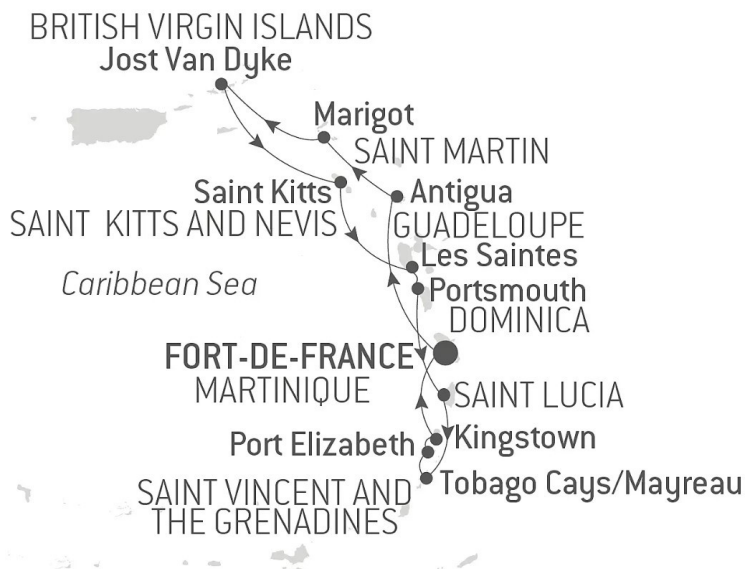 BRITISH VIRGIN ISLANDS
Jost Van Dyke
Marigot
SAINT MARTIN
Saint Kitts
Antigua
SAINT KITTS AND NEVIS
GUADELOUPE
Les Saintes
Caribbean Sea
Portsmouth
DOMINICA
FORT-DE-FRANCE
MARTINIQUE
SAINT LUCIA
Kingstown
Port Elizabeth
Tobago Cays/Mayreau
SAINT VINCENT AND
THE GRENADINES